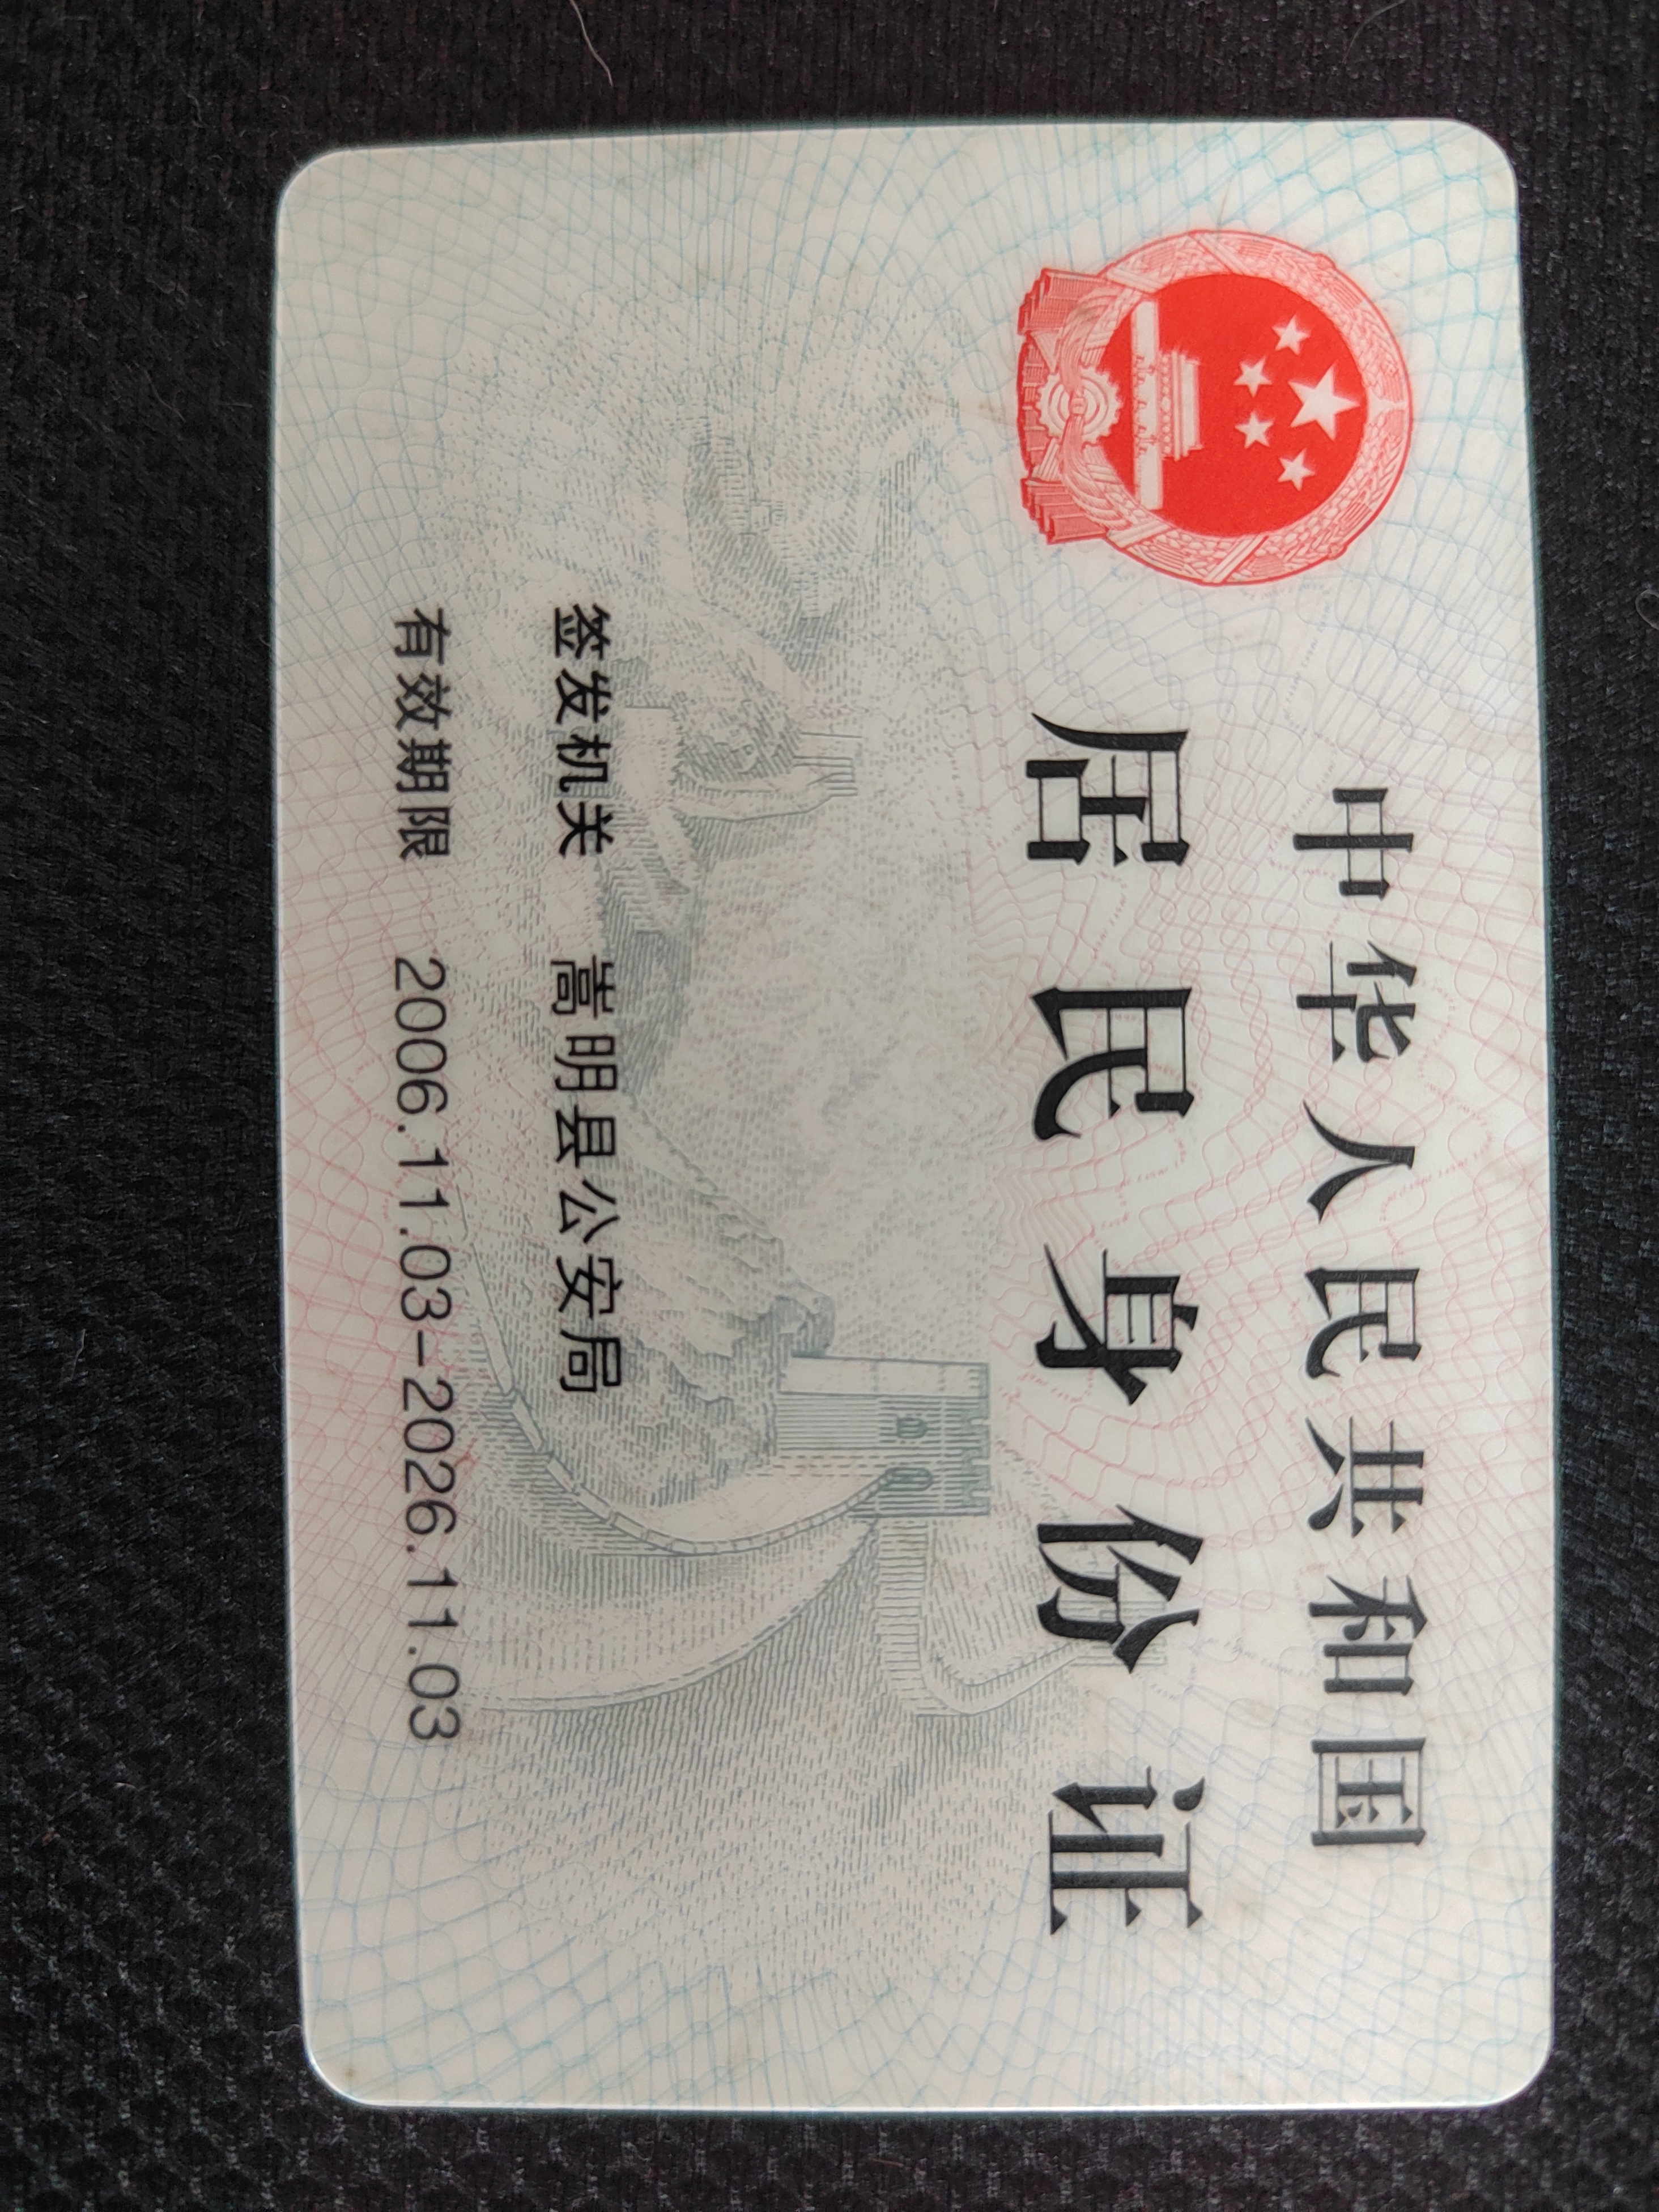 中华人民共和国
居民身份证
签发机关 嵩明县公安局
有效期限 2006.11.03-2026.11.03